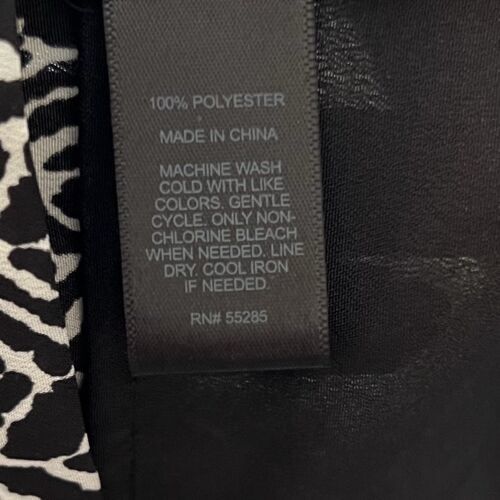 100% POLYESTER
MADE IN CHINA
MACHINE WASH
COLD WITH LIKE
COLORS. GENTLE
CYCLE. ONLY NON-
CHLORINE BLEACH
WHEN NEEDED. LINE
DRY. COOL IRON
IF NEEDED.
RN# 55285